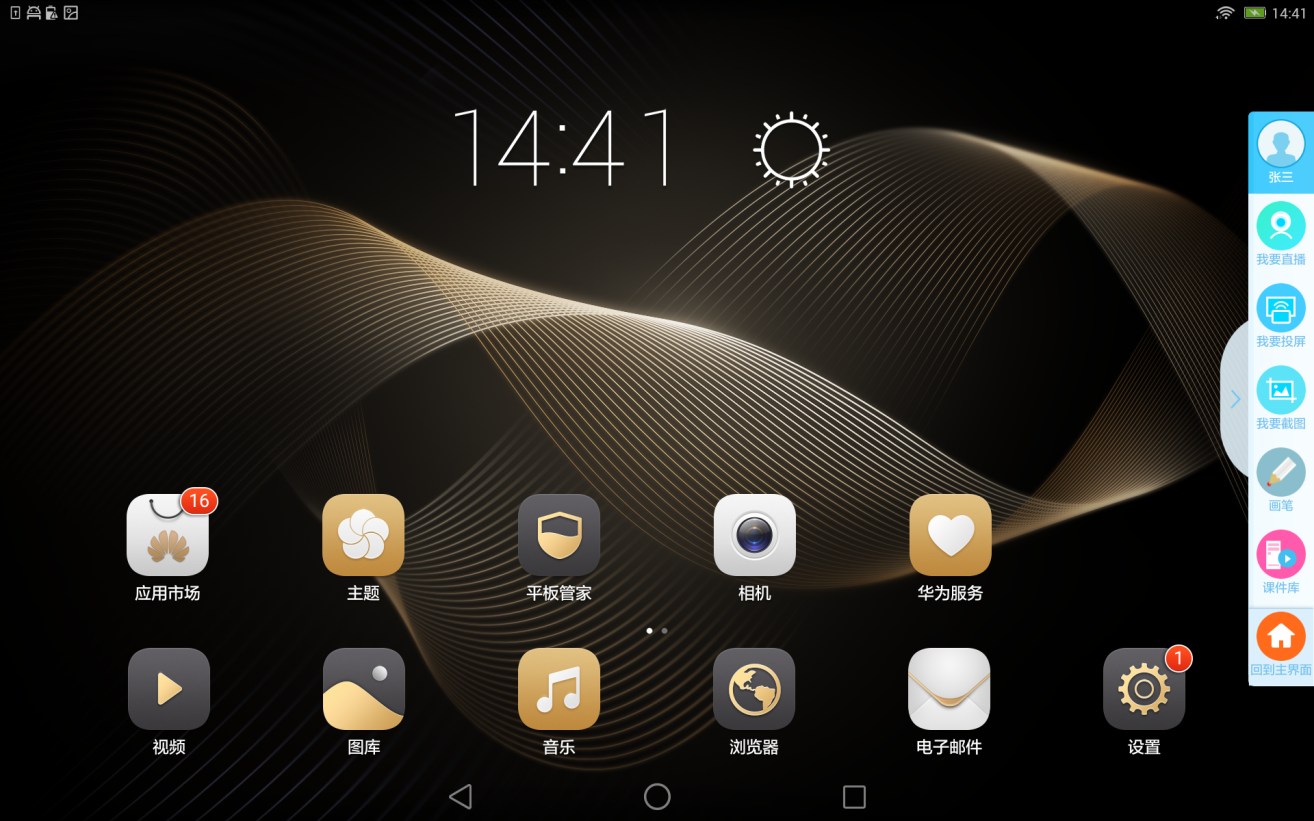 14:41
14:41
张三
我要直播
我要投屏
我要截图
画笔
课件库
回到主界面
16
应用市场
主题
平板管家
相机
华为服务
1
视频
图库
音乐
浏览器
电子邮件
设置